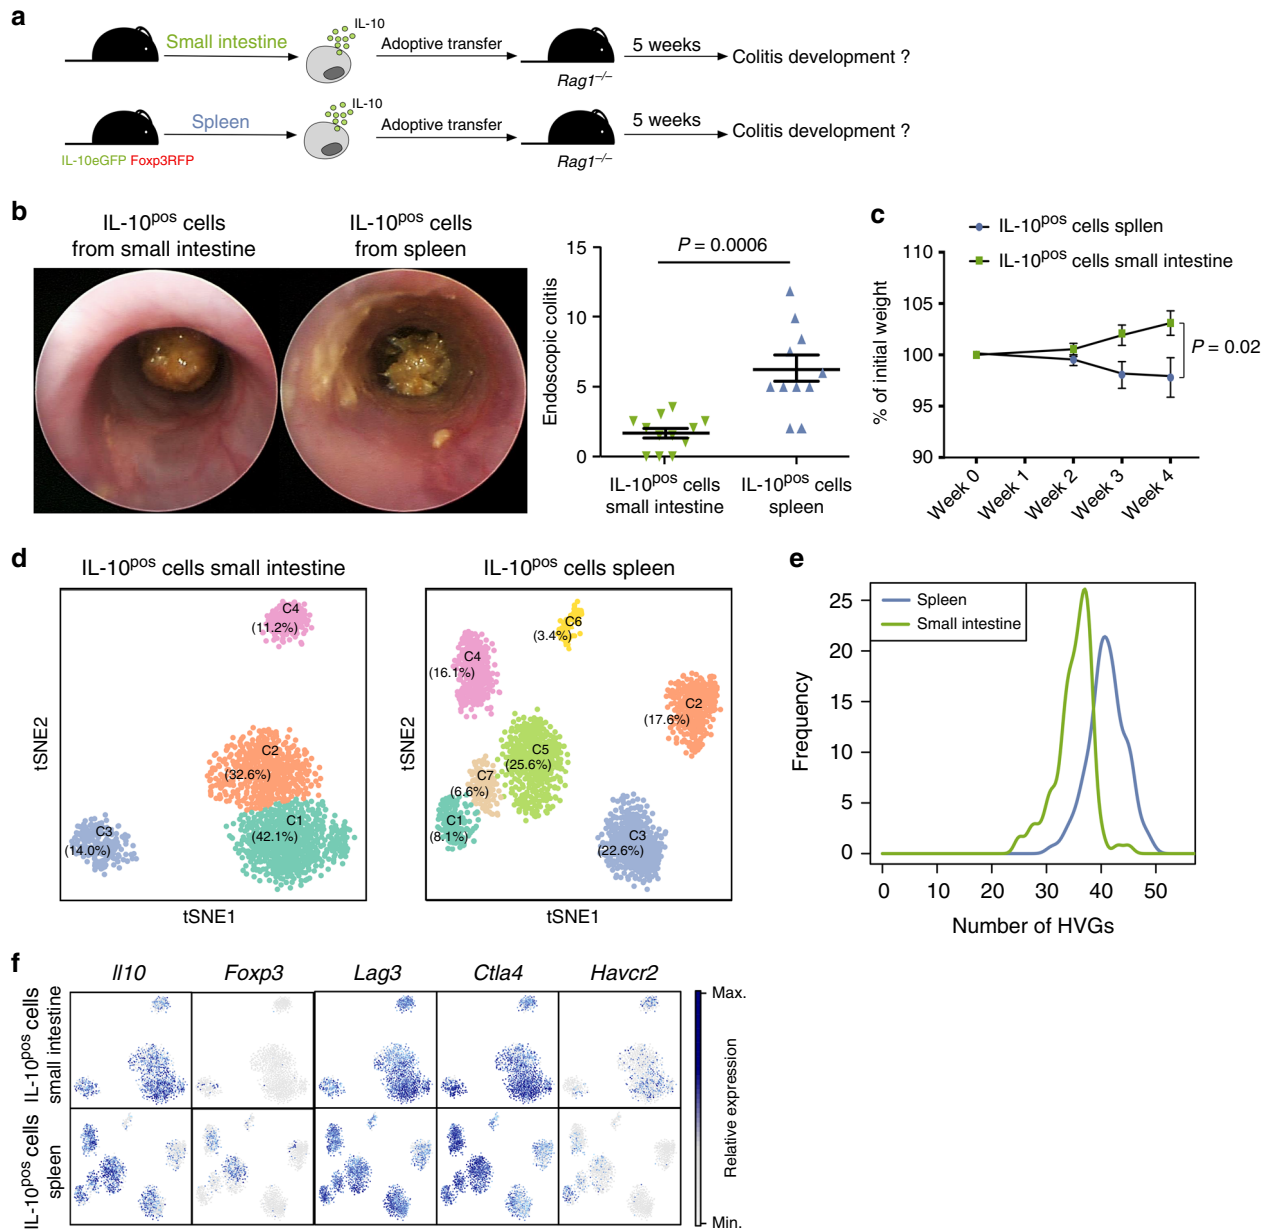 a
Small intestine
IL-10
Adoptive transfer
Rag1–/–
5 weeks
Colitis development ?
Spleen
IL-10
Adoptive transfer
Rag1–/–
5 weeks
Colitis development ?
IL-10eGFP Foxp3RFP
b
IL-10pos cells
from small intestine
IL-10pos cells
from spleen
Endoscopic colitis
15
10
5
0
P = 0.0006
IL-10pos cells
small intestine
IL-10pos cells
spleen
c
IL-10pos cells spllen
IL-10pos cells small intestine
% of initial weight
110
105
100
95
90
P = 0.02
Week 0
Week 1
Week 2
Week 3
Week 4
d
IL-10pos cells small intestine
C4
(11.2%)
C2
(32.6%)
C1
(42.1%)
C3
(14.0%)
tSNE2
tSNE1
IL-10pos cells spleen
C6
(3.4%)
C4
(16.1%)
C2
(17.6%)
C5
(25.6%)
C7
(6.6%)
C1
(8.1%)
C3
(22.6%)
tSNE2
tSNE1
e
Spleen
Small intestine
Frequency
25
20
15
10
5
0
0
10
20
30
40
50
Number of HVGs
f
Il10
Foxp3
Lag3
Ctla4
Havcr2
IL-10pos cells
small intestine
IL-10pos cells
spleen
Max.
Relative expression
Min.